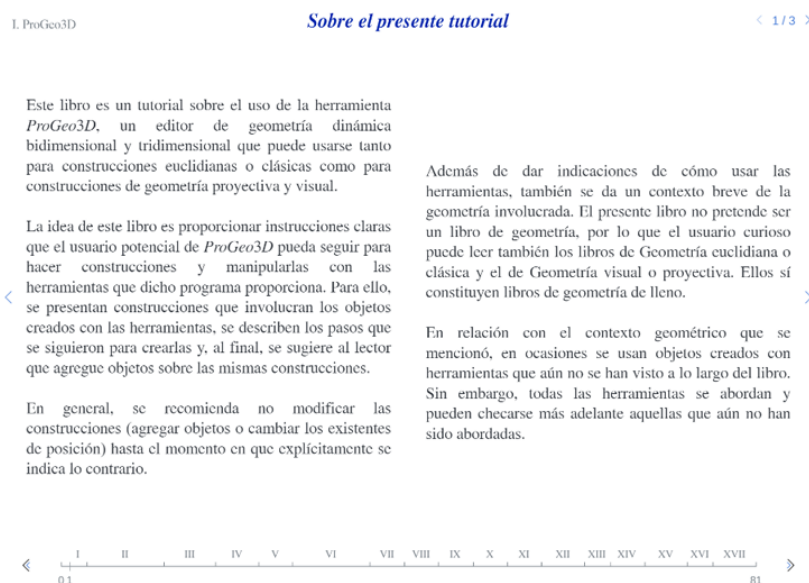 I. ProGeo3D
Sobre el presente tutorial
1 / 3
Este libro es un tutorial sobre el uso de la herramienta
ProGeo3D, un editor de geometría dinámica
bidimensional y tridimensional que puede usarse tanto
para construcciones euclidianas o clásicas como para
construcciones de geometría proyectiva y visual.
La idea de este libro es proporcionar instrucciones claras
que el usuario potencial de ProGeo3D pueda seguir para
hacer construcciones y manipularlas con las
herramientas que dicho programa proporciona. Para ello,
se presentan construcciones que involucran los objetos
creados con las herramientas, se describen los pasos que
se siguieron para crearlas y, al final, se sugiere al lector
que agregue objetos sobre las mismas construcciones.
En general, se recomienda no modificar las
construcciones (agregar objetos o cambiar los existentes
de posición) hasta el momento en que explícitamente se
indica lo contrario.
Además de dar indicaciones de cómo usar las
herramientas, también se da un contexto breve de la
geometría involucrada. El presente libro no pretende ser
un libro de geometría, por lo que el usuario curioso
puede leer también los libros de Geometría euclidiana o
clásica y el de Geometría visual o proyectiva. Ellos sí
constituyen libros de geometría de lleno.
En relación con el contexto geométrico que se
mencionó, en ocasiones se usan objetos creados con
herramientas que aún no se han visto a lo largo del libro.
Sin embargo, todas las herramientas se abordan y
pueden checarse más adelante aquellas que aún no han
sido abordadas.
I II III IV V VI VII VIII IX X XI XII XIII XIV XV XVI XVII
0 1 81